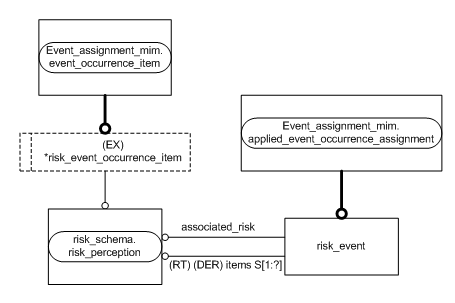 Event_assignment_mim.
event_occurrence_item
(EX)
*risk_event_occurrence_item
Event_assignment_mim.
applied_event_occurrence_assignment
risk_schema.
risk_perception
associated_risk
(RT) (DER) items S[1:?]
risk_event